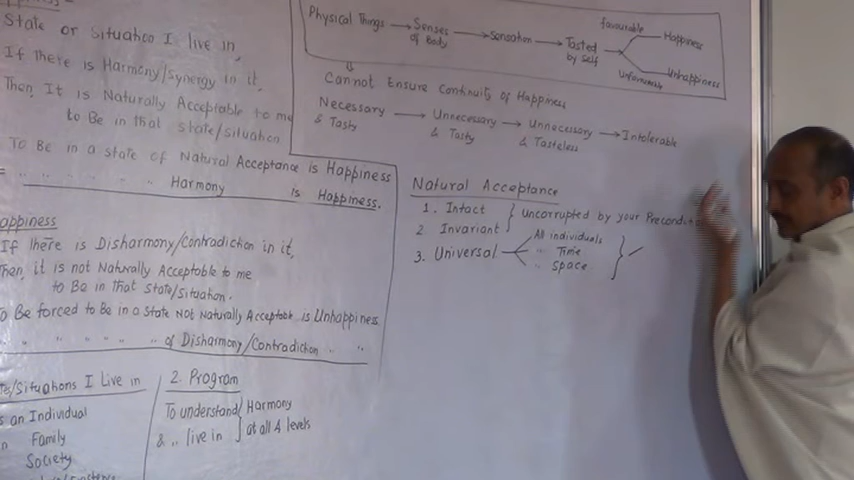 State or Situation I live in,
If There is Harmony/Synergy in it,
Then, It is Naturally Acceptable to me
to Be in that state/situation
To Be in a state of Natural Acceptance is Happiness
= " " " " " Harmony is Happiness.
appiness
If there is Disharmony/Contradiction in it,
Then, it is not Naturally Acceptable to me
to Be in that State/Situation.
To Be forced to Be in a State Not Naturally Acceptable is Unhappiness
" " " " " of Disharmony/Contradiction " "
tes/Situations I Live in
s an Individual
n Family
Society
2. Program
To understand
& " live in
Harmony
at all 4 levels
Physical Things → Senses of Body → Sensation → Tasted by self
favourable Happiness
Unfavourable Unhappiness
Cannot Ensure Continuity of Happiness
Necessary & Tasty → Unnecessary & Tasty → Unnecessary & Tasteless → Intolerable
Natural Acceptance
1. Intact
2 Invariant
uncorrupted by your Precondit
3. Universal
All individuals
" Time
" Space